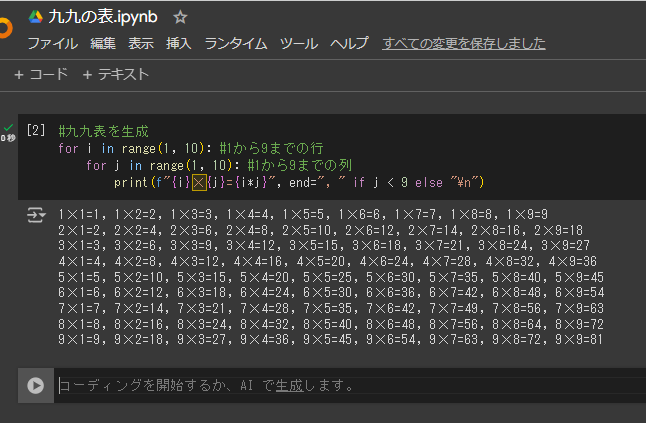 九九の表.ipynb
ファイル 編集 表示 挿入 ランタイム ツール ヘルプ すべての変更を保存しました
+ コード + テキスト
[2] #九九表を生成
0秒 for i in range(1, 10): #1から9までの行
for j in range(1, 10): #1から9までの列
print(f"{i}×{j}={i*j}", end=", " if j < 9 else "\n")
1×1=1, 1×2=2, 1×3=3, 1×4=4, 1×5=5, 1×6=6, 1×7=7, 1×8=8, 1×9=9
2×1=2, 2×2=4, 2×3=6, 2×4=8, 2×5=10, 2×6=12, 2×7=14, 2×8=16, 2×9=18
3×1=3, 3×2=6, 3×3=9, 3×4=12, 3×5=15, 3×6=18, 3×7=21, 3×8=24, 3×9=27
4×1=4, 4×2=8, 4×3=12, 4×4=16, 4×5=20, 4×6=24, 4×7=28, 4×8=32, 4×9=36
5×1=5, 5×2=10, 5×3=15, 5×4=20, 5×5=25, 5×6=30, 5×7=35, 5×8=40, 5×9=45
6×1=6, 6×2=12, 6×3=18, 6×4=24, 6×5=30, 6×6=36, 6×7=42, 6×8=48, 6×9=54
7×1=7, 7×2=14, 7×3=21, 7×4=28, 7×5=35, 7×6=42, 7×7=49, 7×8=56, 7×9=63
8×1=8, 8×2=16, 8×3=24, 8×4=32, 8×5=40, 8×6=48, 8×7=56, 8×8=64, 8×9=72
9×1=9, 9×2=18, 9×3=27, 9×4=36, 9×5=45, 9×6=54, 9×7=63, 9×8=72, 9×9=81
コーディングを開始するか、AI で生成します。